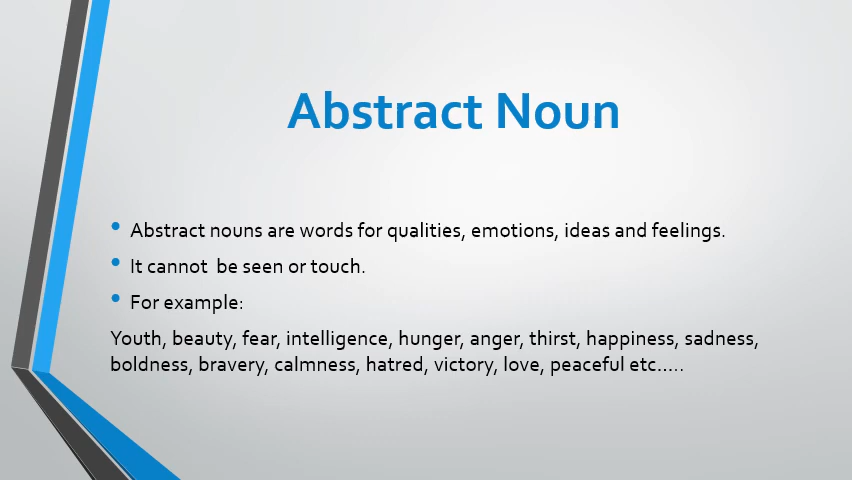 Abstract Noun
• Abstract nouns are words for qualities, emotions, ideas and feelings.
• It cannot  be seen or touch.
• For example:
Youth, beauty, fear, intelligence, hunger, anger, thirst, happiness, sadness,
boldness, bravery, calmness, hatred, victory, love, peaceful etc.....